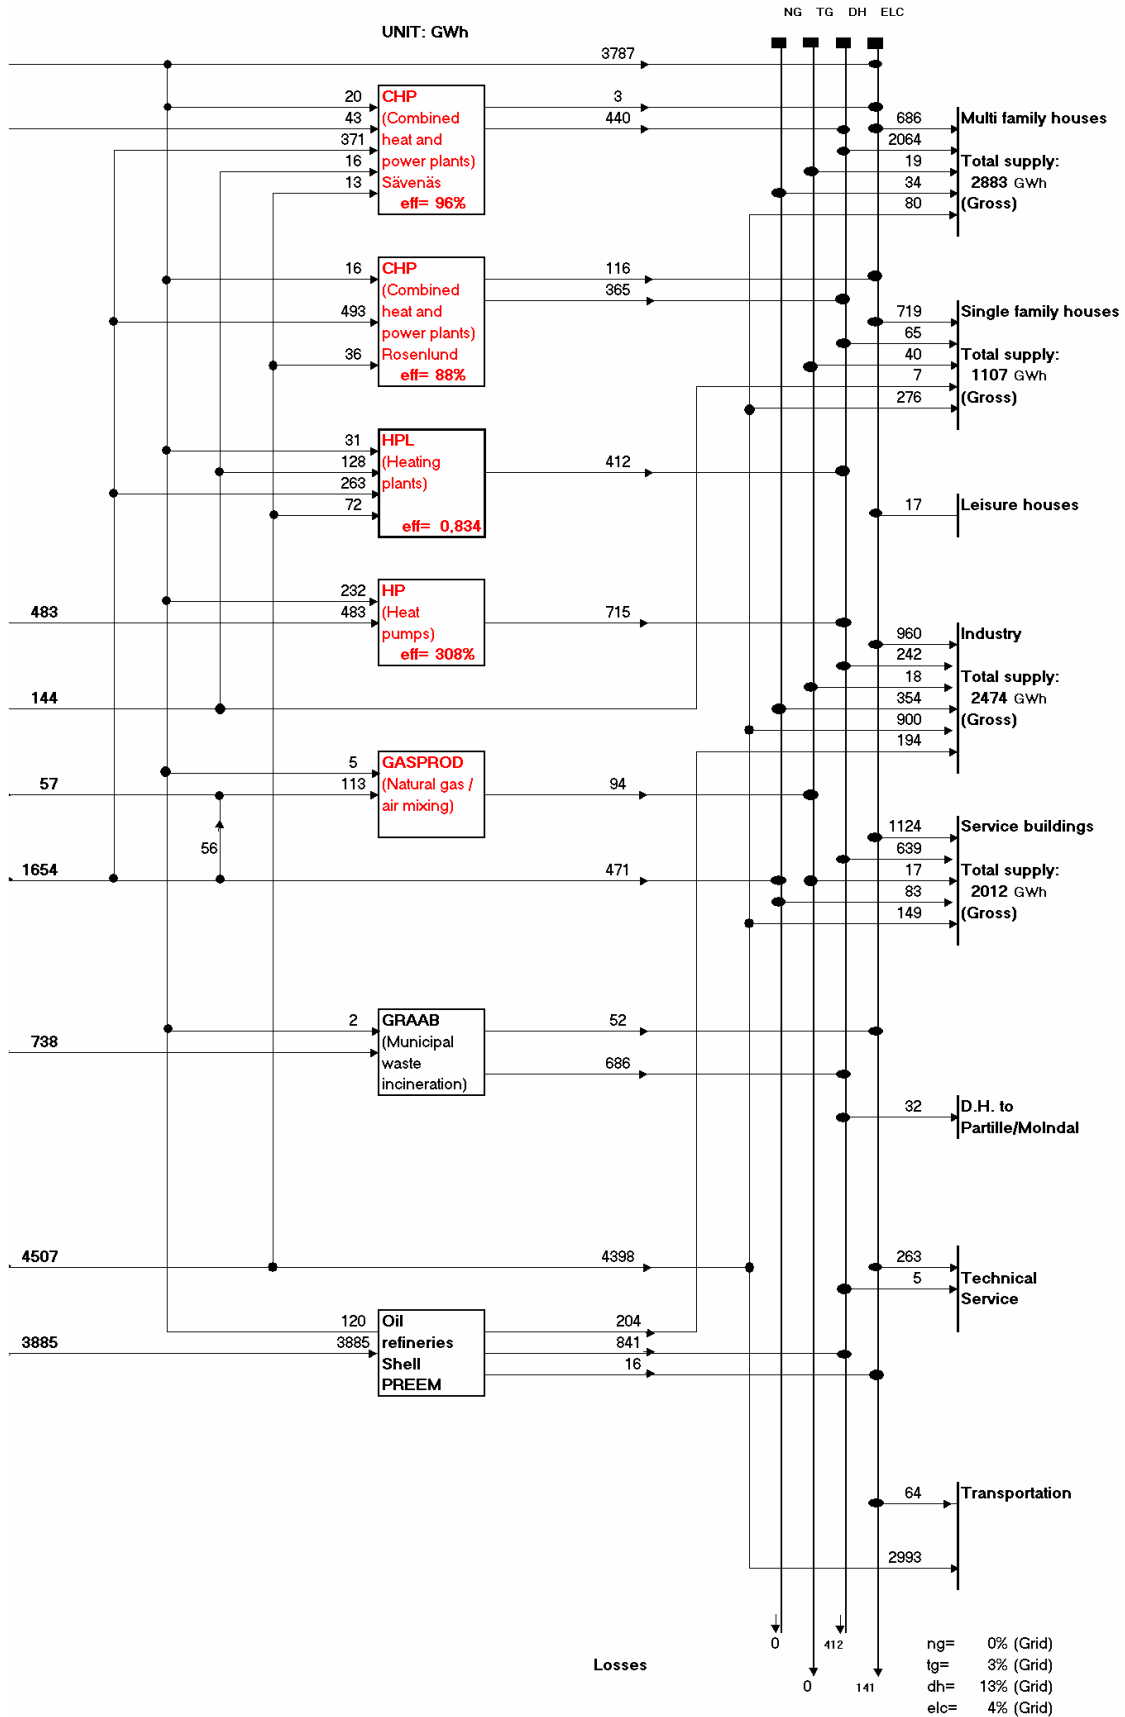 NG TG DH ELC
UNIT: GWh
3787
20
43
371
16
13
CHP
(Combined
heat and
power plants)
Sävenäs
eff= 96%
3
440
686
2064
19
34
80
Multi family houses
Total supply:
2883 GWh
(Gross)
16
493
36
CHP
(Combined
heat and
power plants)
Rosenlund
eff= 88%
116
365
719
65
40
7
276
Single family houses
Total supply:
1107 GWh
(Gross)
31
128
263
72
HPL
(Heating
plants)
eff= 0,834
412
17
Leisure houses
483
232
483
HP
(Heat
pumps)
eff= 308%
715
960
242
18
354
900
194
Industry
Total supply:
2474 GWh
(Gross)
144
57
5
113
GASPROD
(Natural gas /
air mixing)
94
56
1654
471
1124
639
17
83
149
Service buildings
Total supply:
2012 GWh
(Gross)
738
2
GRAAB
(Municipal
waste
incineration)
52
686
32
D.H. to
Partille/Molndal
4507
4398
263
5
Technical
Service
3885
120
3885
Oil
refineries
Shell
PREEM
204
841
16
64
2993
Transportation
Losses
0
412
0
141
ng= 0% (Grid)
tg= 3% (Grid)
dh= 13% (Grid)
elc= 4% (Grid)